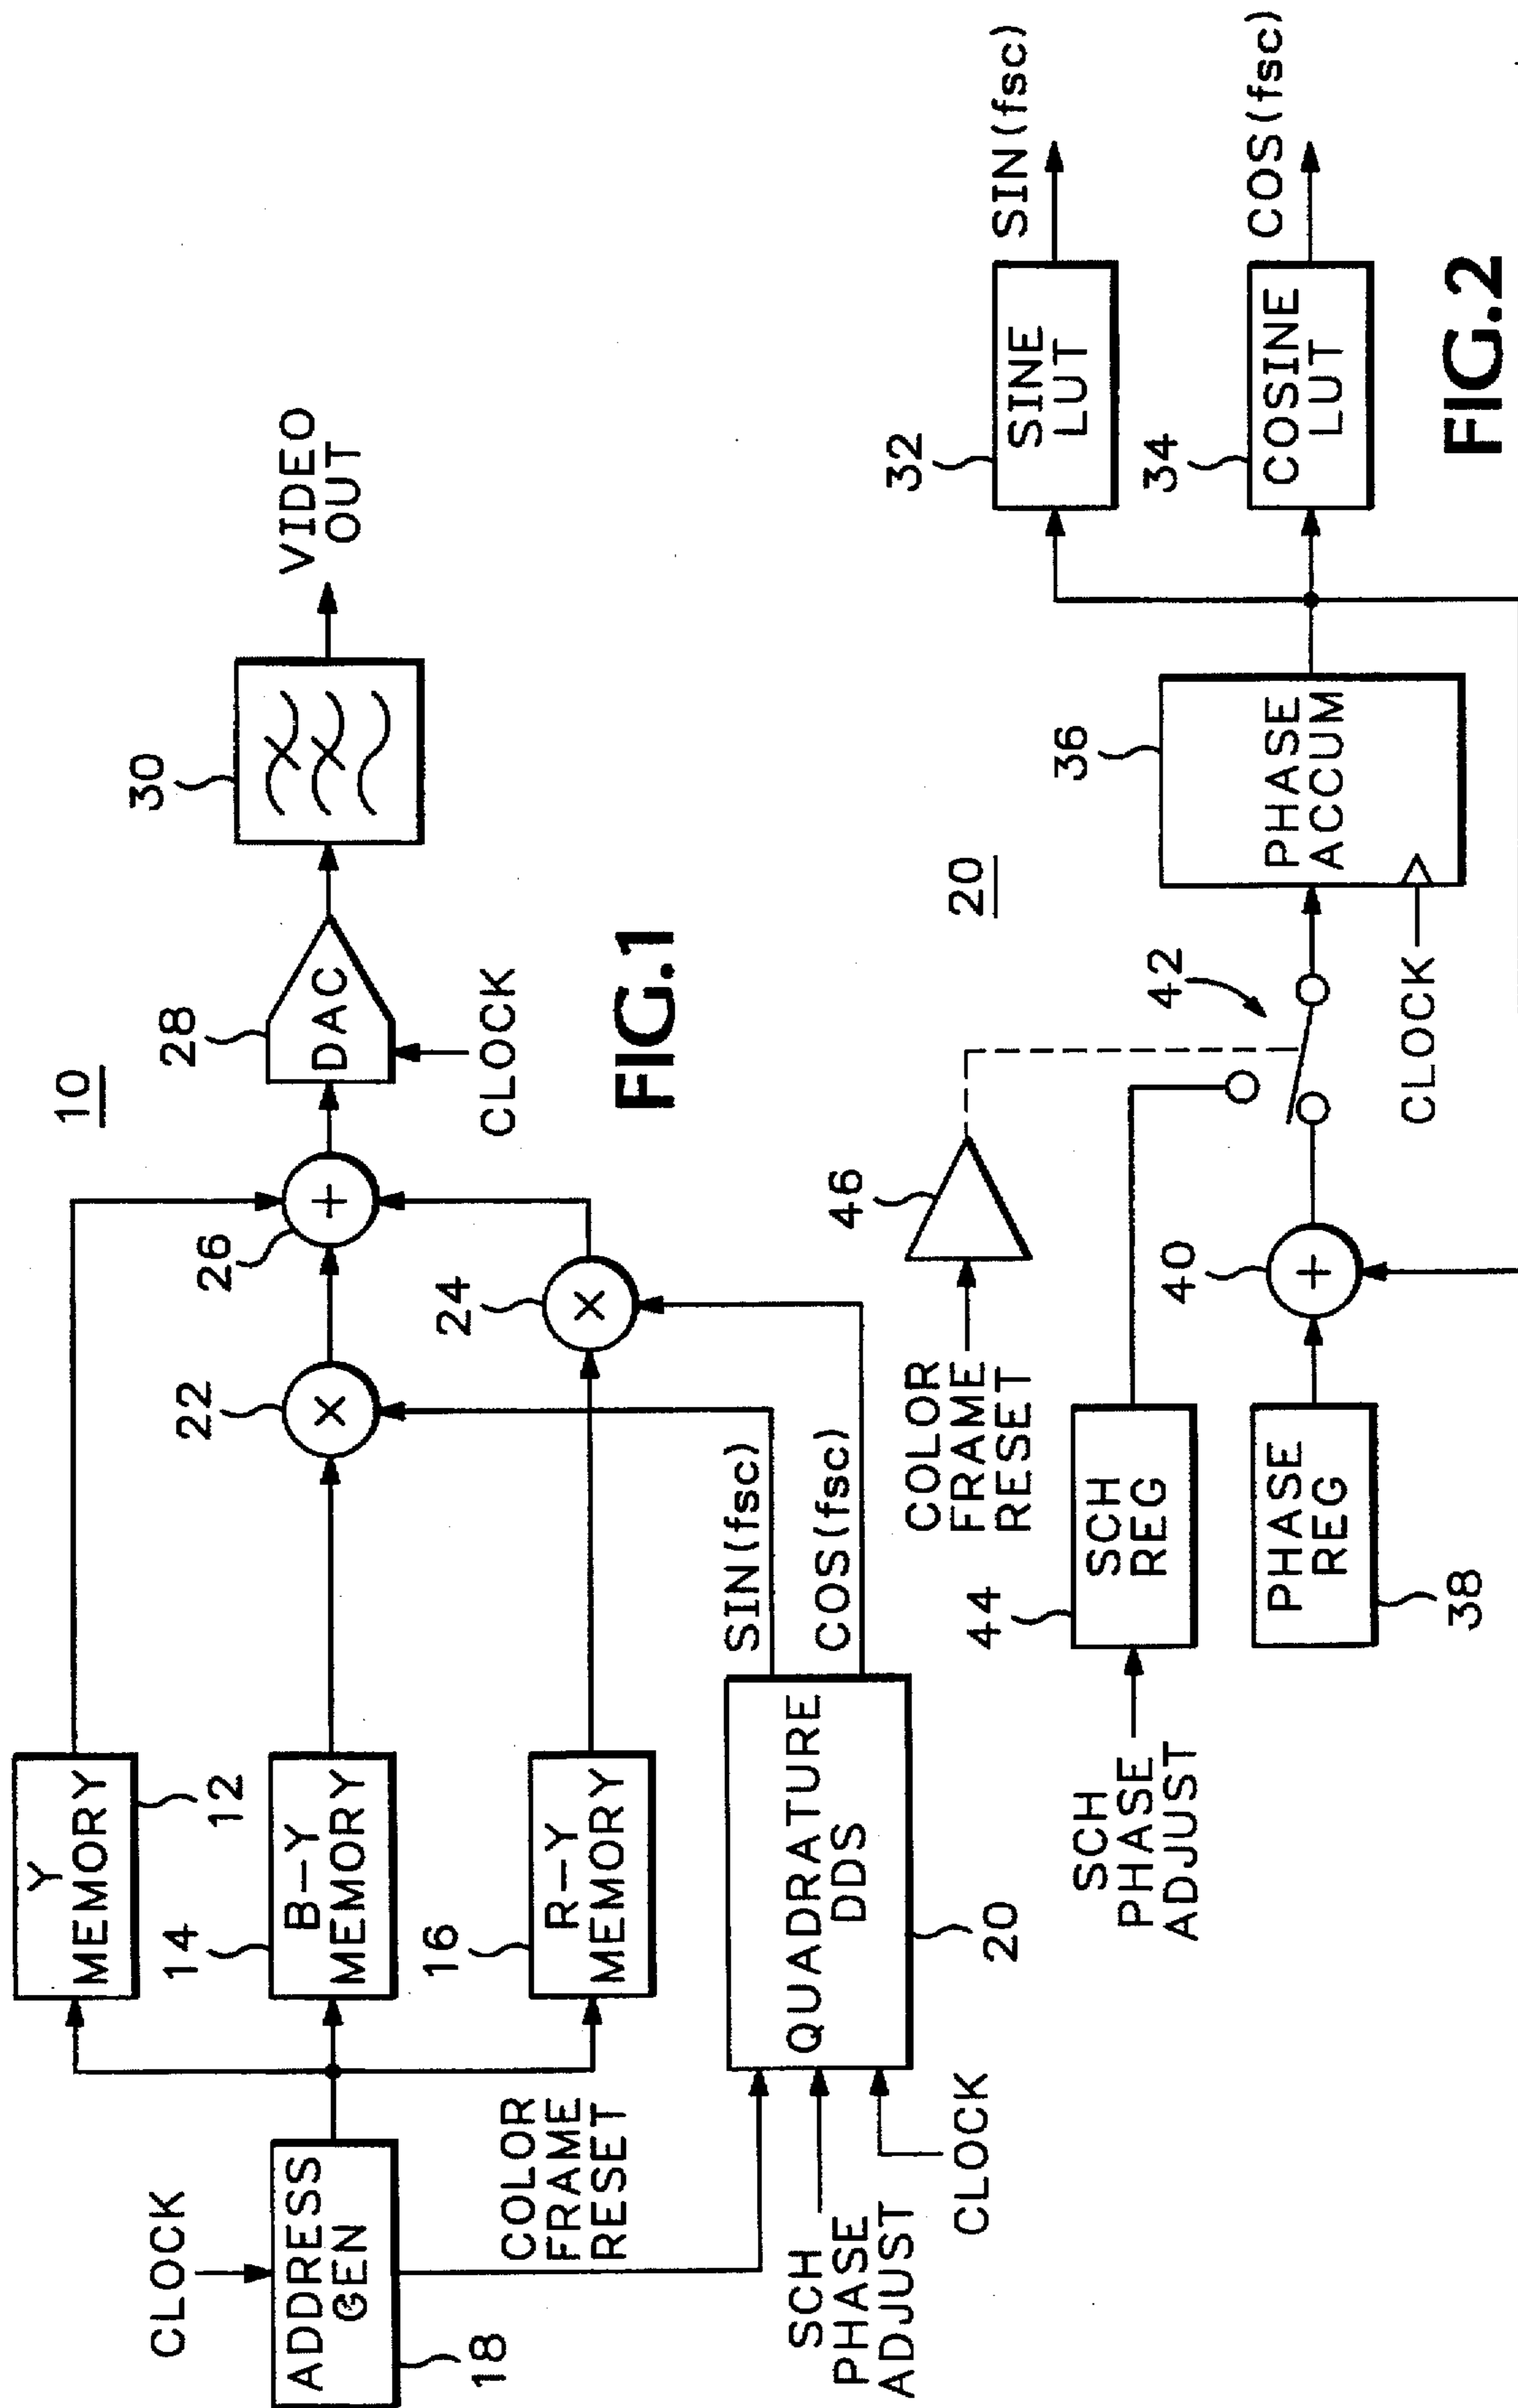 10
CLOCK
ADDRESS
GEN
18
Y
MEMORY
12
14
B-Y
MEMORY
16
R-Y
MEMORY
COLOR
FRAME
RESET
SCH
PHASE
ADJUST
CLOCK
QUADRATURE
DDS
20
SIN(fsc)
COS(fsc)
22
×
24
×
26
+
28
DAC
CLOCK
30
VIDEO
OUT
FIG.1
20
COLOR
FRAME
RESET
46
SCH
PHASE
ADJUST
44
SCH
REG
PHASE
REG
38
40
+
42
CLOCK
36
PHASE
ACCUM
32
SINE
LUT
SIN(fsc)
34
COSINE
LUT
COS(fsc)
FIG.2